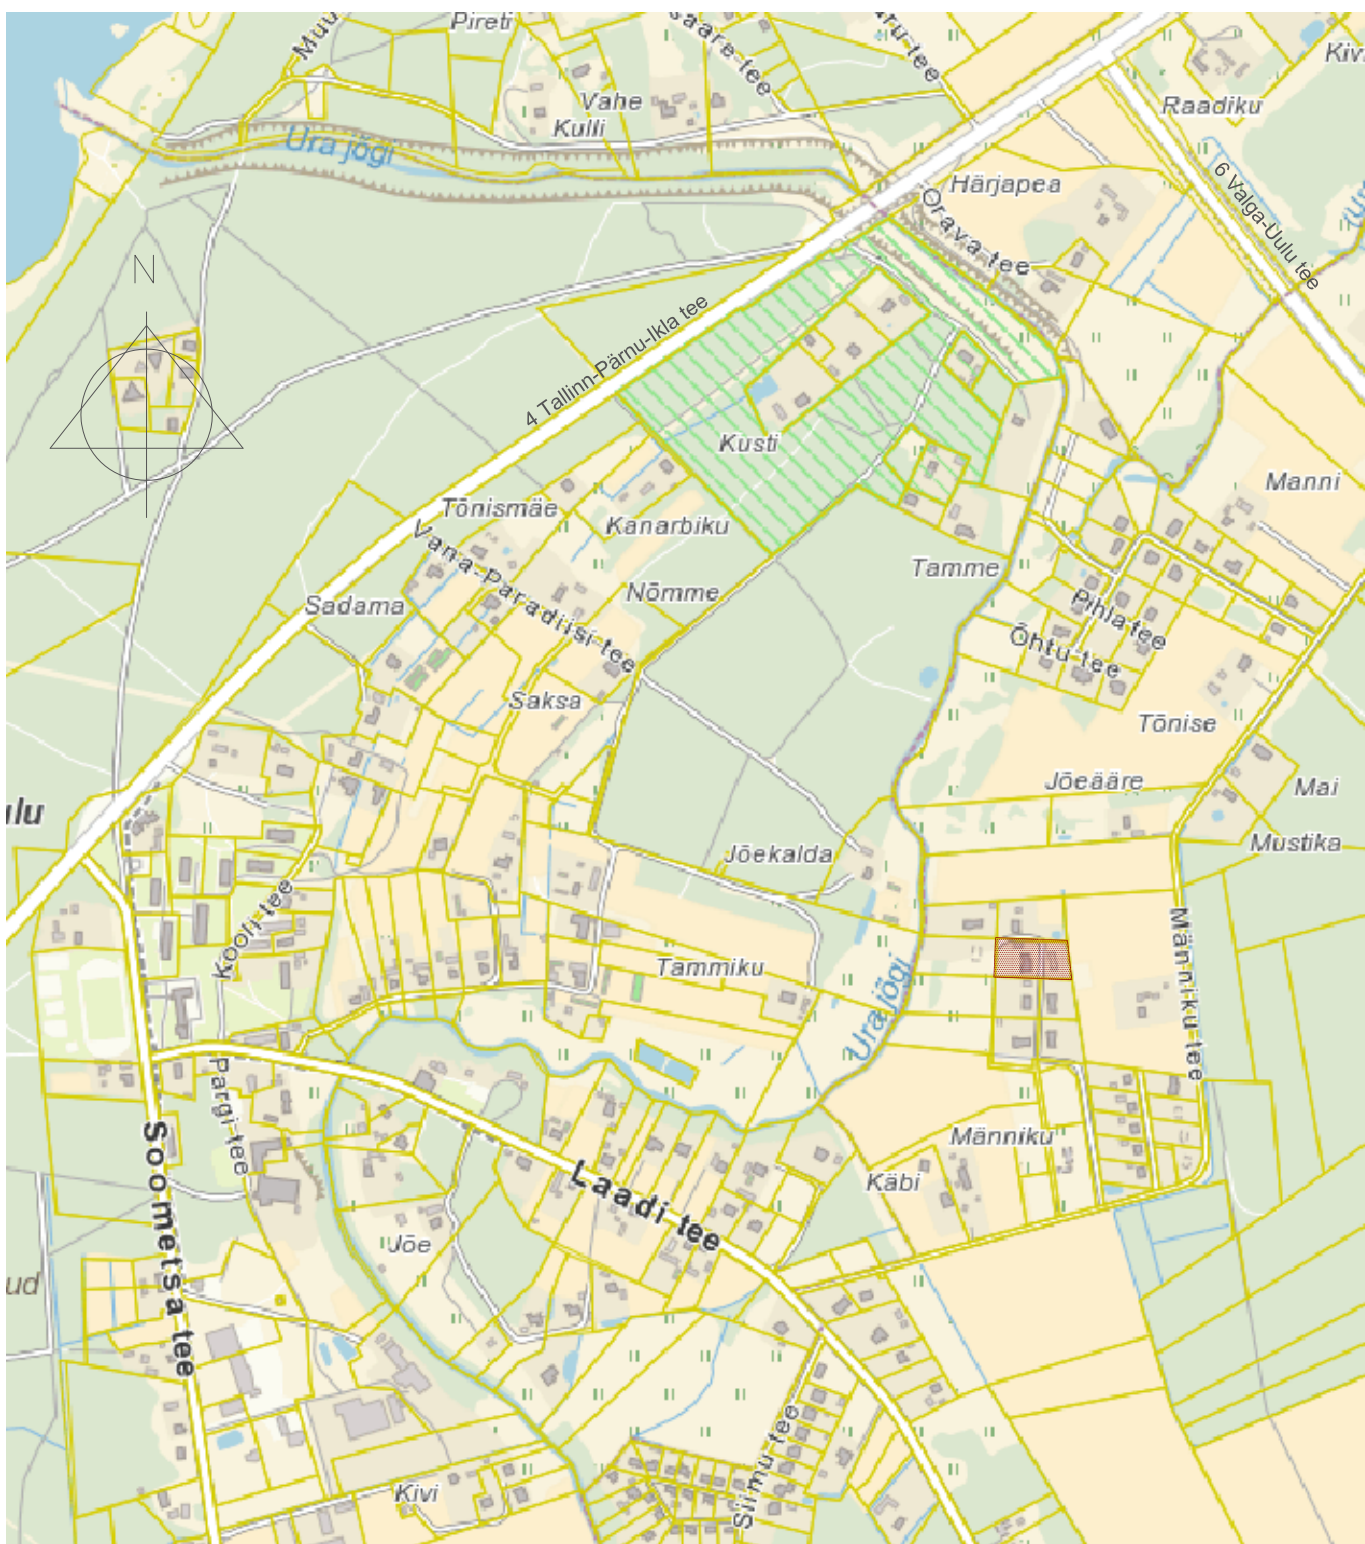 Pireti
Vahe
Kulli
Ura jõgi
Raadiku
Härjapea
Orava tee
6 Valga-Uulu tee
N
4 Tallinn-Pärnu-Ikla tee
Kusti
Manni
Tõnismäe
Kanarbiku
Vana-Paradiisi tee
Tamme
Nõmme
Sadama
Pihla tee
Õhtu tee
Saksa
Tõnise
Jõeääre
Mai
ulu
Mustika
Jõekalda
Kooli tee
Tammiku
Männiku tee
Ura jõgi
Pargi tee
Soometsa tee
Männiku
Laadi tee
Käbi
Jõe
ud
Kivi
Siimu tee